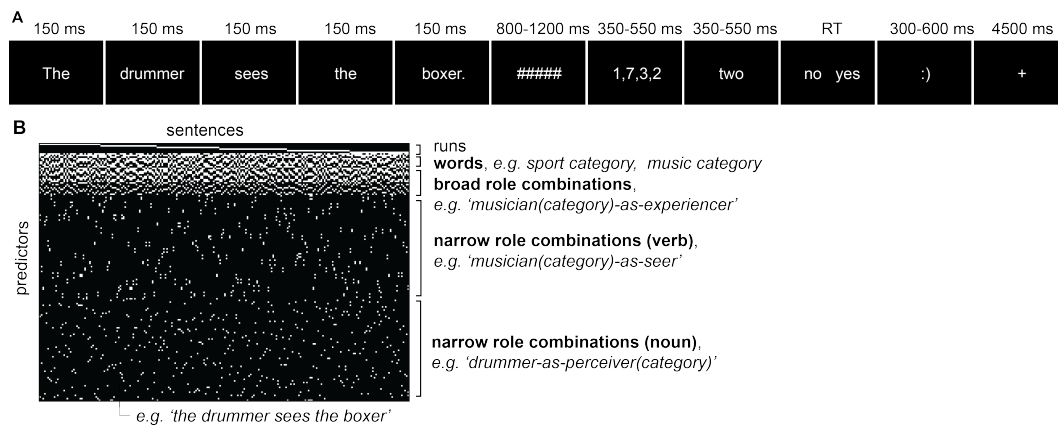 A
150 ms 150 ms 150 ms 150 ms 150 ms 800-1200 ms 350-550 ms 350-550 ms RT 300-600 ms 4500 ms
The drummer sees the boxer. ##### 1,7,3,2 two no yes :) +
B
sentences
runs
words, e.g. sport category, music category
broad role combinations,
e.g. ‘musician(category)-as-experiencer’
predictors
narrow role combinations (verb),
e.g. ‘musician(category)-as-seer’
narrow role combinations (noun),
e.g. ‘drummer-as-perceiver(category)’
e.g. ‘the drummer sees the boxer’